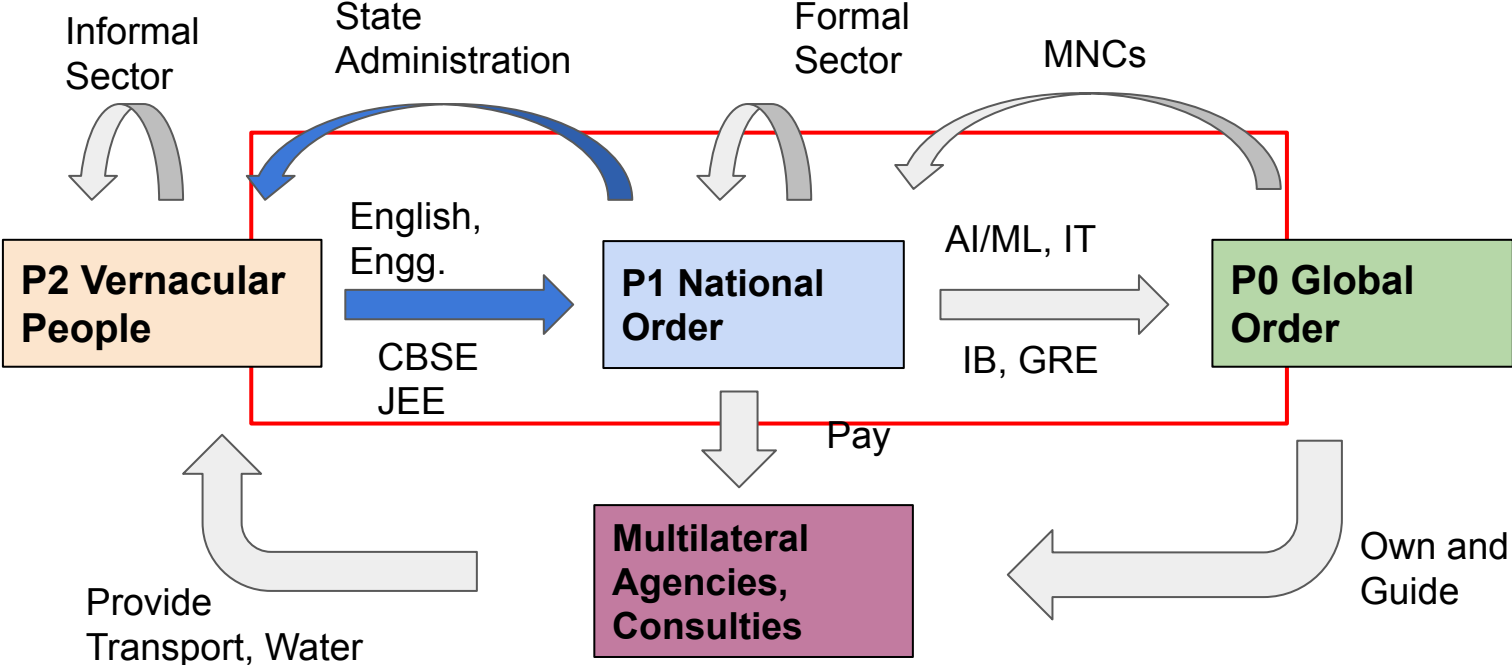 Informal
Sector
State
Administration
Formal
Sector
MNCs
P2 Vernacular
People
English,
Engg.
CBSE
JEE
P1 National
Order
AI/ML, IT
IB, GRE
P0 Global
Order
Pay
Multilateral
Agencies,
Consulties
Provide
Transport, Water
Own and
Guide